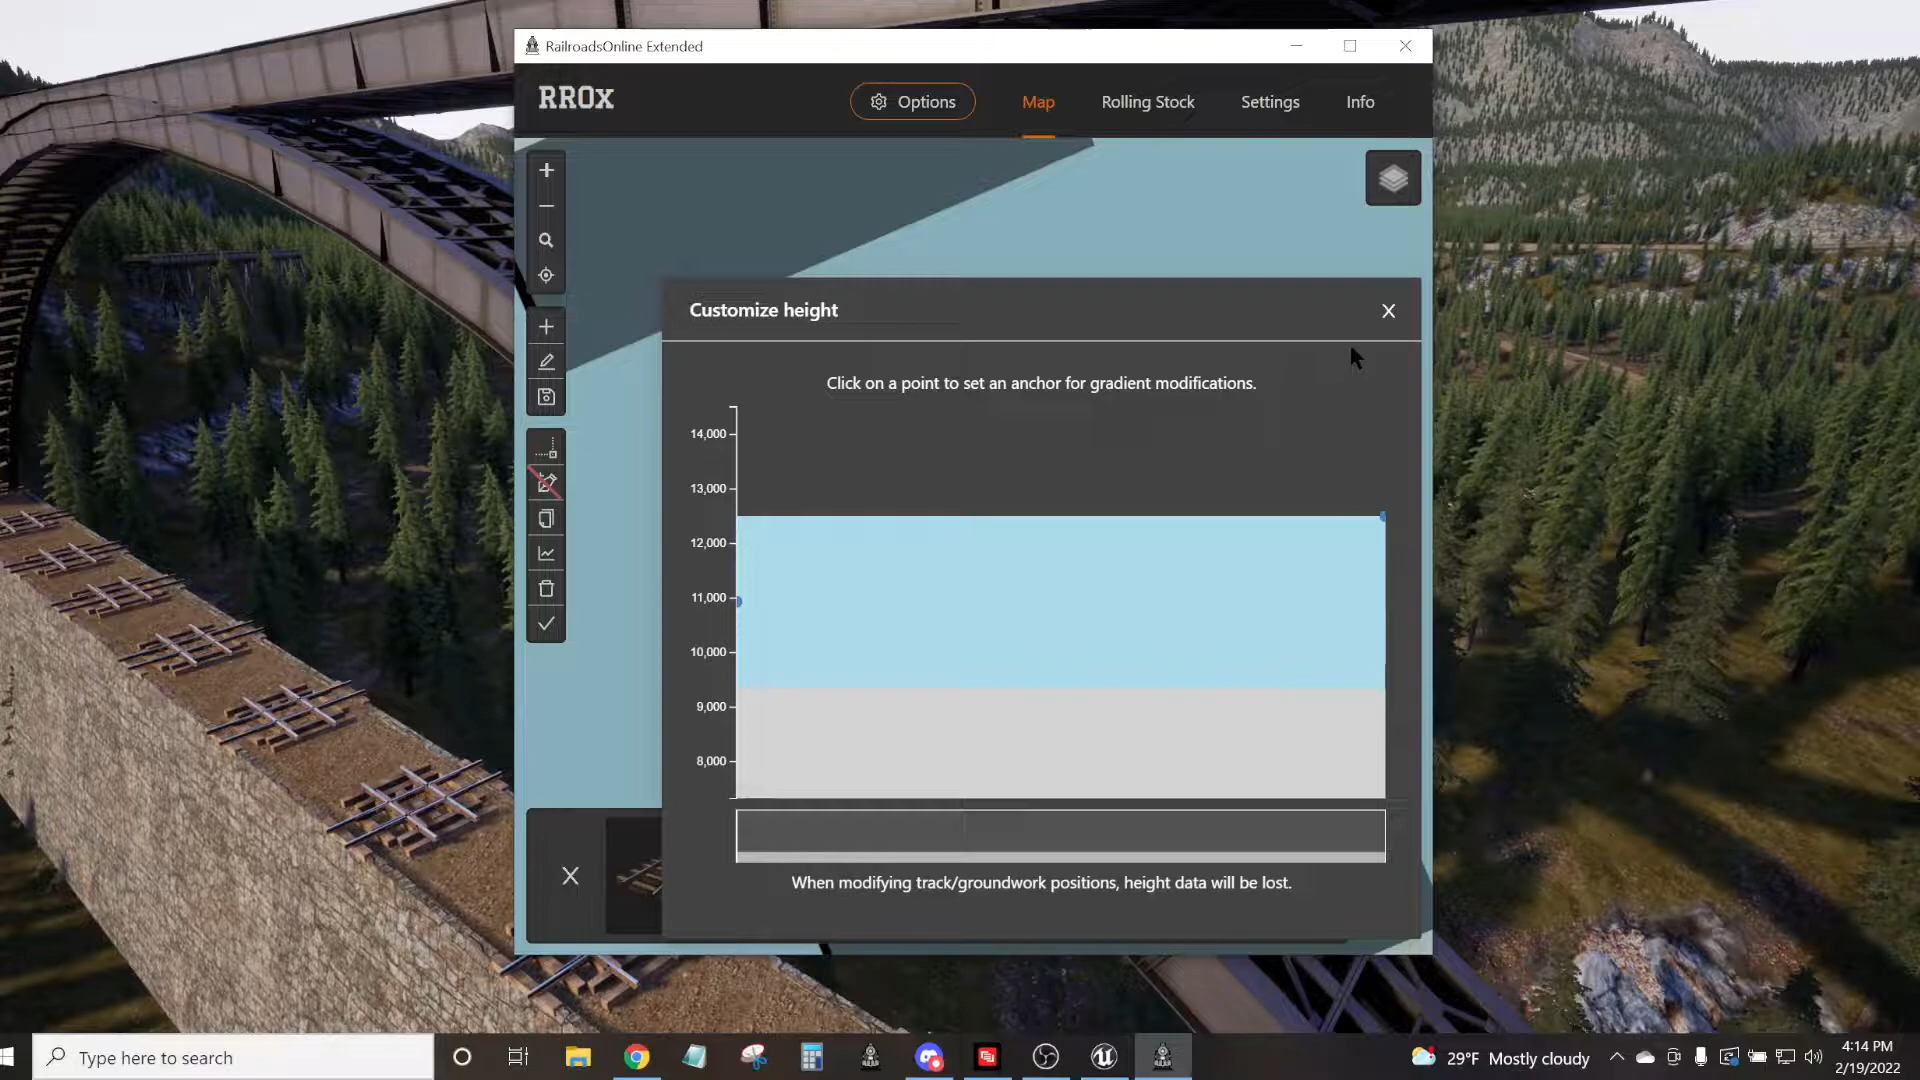 RailroadsOnline Extended
RROx
Options
Map
Rolling Stock
Settings
Info
Customize height
Click on a point to set an anchor for gradient modifications.
14,000
13,000
12,000
11,000
10,000
9,000
8,000
When modifying track/groundwork positions, height data will be lost.
Type here to search
29°F Mostly cloudy
4:14 PM
2/19/2022